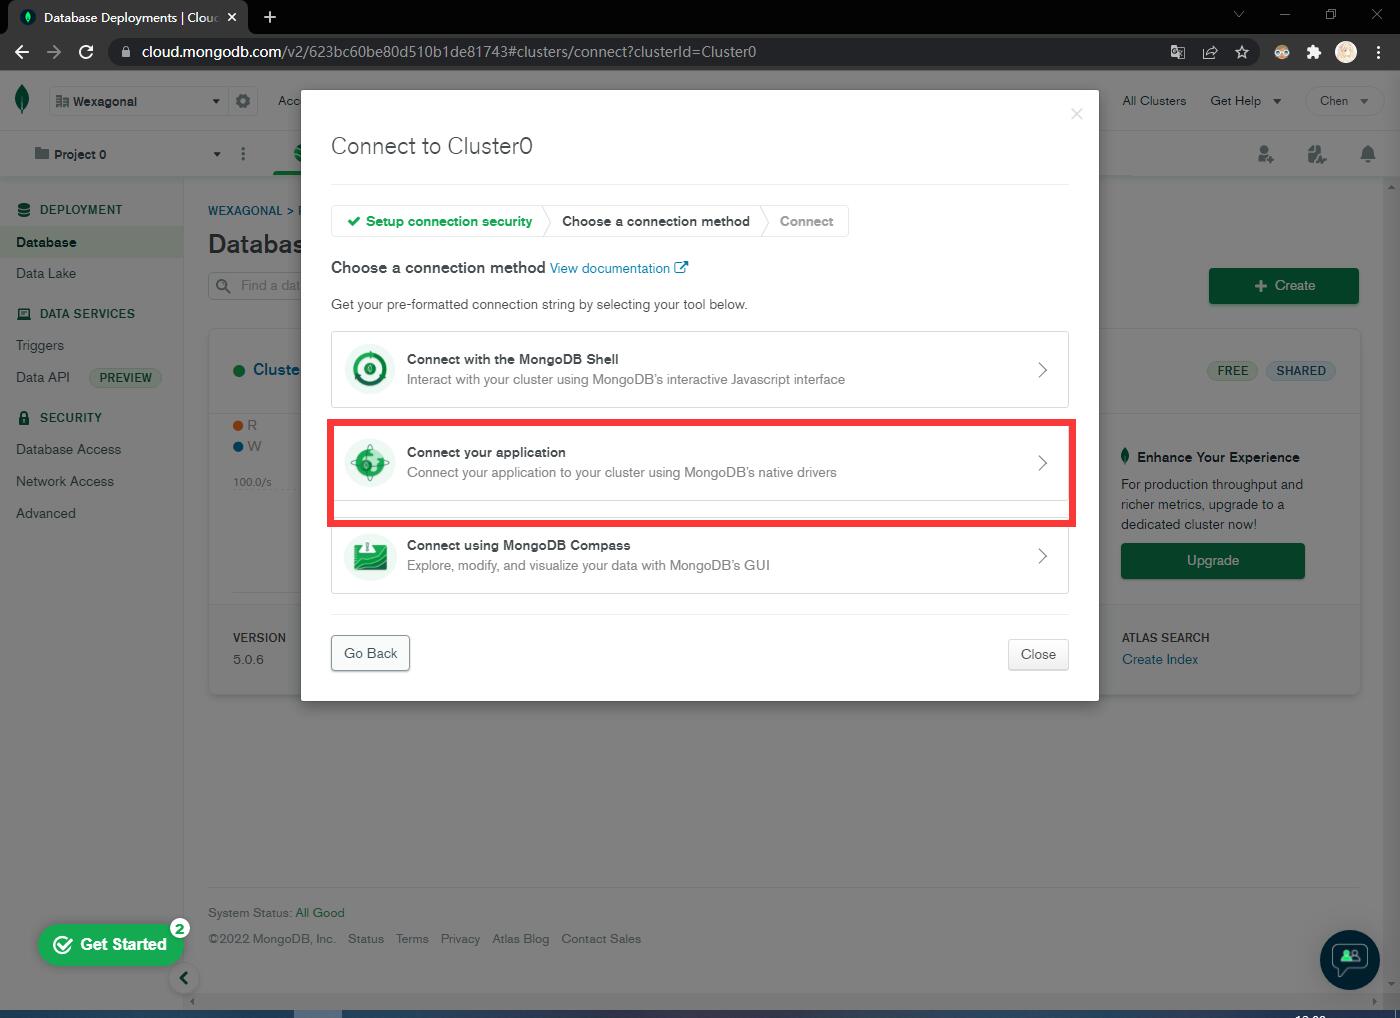 Database Deployments | Clou
cloud.mongodb.com/v2/623bc60be80d510b1de81743#clusters/connect?clusterId=Cluster0
Wexagonal
Acc
All Clusters
Get Help
Chen
Project 0
Connect to Cluster0
DEPLOYMENT
Database
Data Lake
DATA SERVICES
Triggers
Data API PREVIEW
SECURITY
Database Access
Network Access
Advanced
WEXAGONAL >
Databas
Find a dat
Create
Setup connection security
Choose a connection method
Connect
Choose a connection method View documentation
Get your pre-formatted connection string by selecting your tool below.
Connect with the MongoDB Shell
Interact with your cluster using MongoDB's interactive Javascript interface
Connect your application
Connect your application to your cluster using MongoDB's native drivers
Connect using MongoDB Compass
Explore, modify, and visualize your data with MongoDB's GUI
Go Back
Close
Cluste
FREE
SHARED
R
W
100.0/s
Enhance Your Experience
For production throughput and
richer metrics, upgrade to a
dedicated cluster now!
Upgrade
VERSION
5.0.6
ATLAS SEARCH
Create Index
System Status: All Good
©2022 MongoDB, Inc. Status Terms Privacy Atlas Blog Contact Sales
Get Started
2